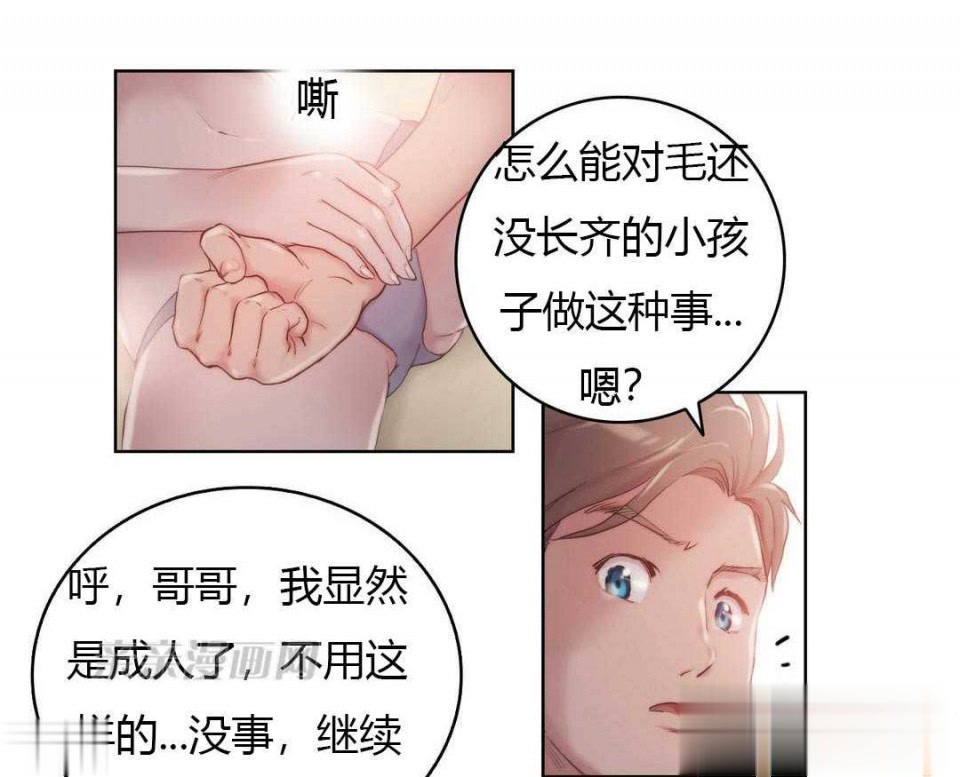 嘶
怎么能对毛还
没长齐的小孩
子做这种事...
嗯?
呼，哥哥，我显然
是成人了，不用这
样的...没事，继续